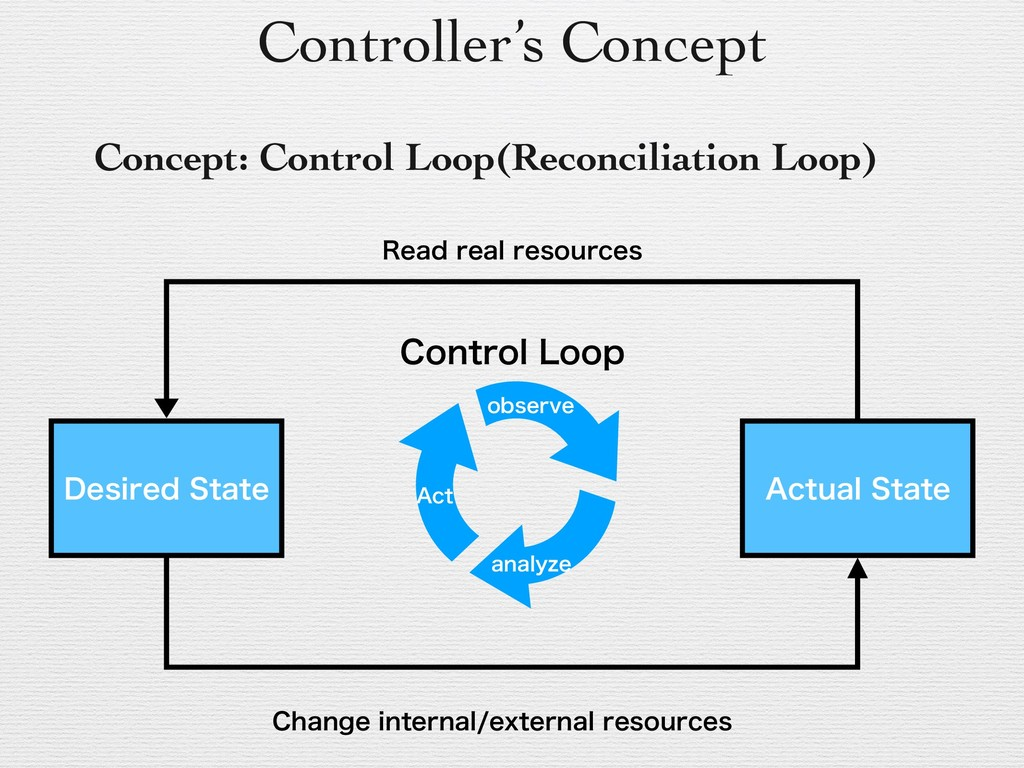 Controller’s Concept
Concept: Control Loop(Reconciliation Loop)
Read real resources
Control Loop
observe
Desired State
Act
Actual State
analyze
Change internal/external resources